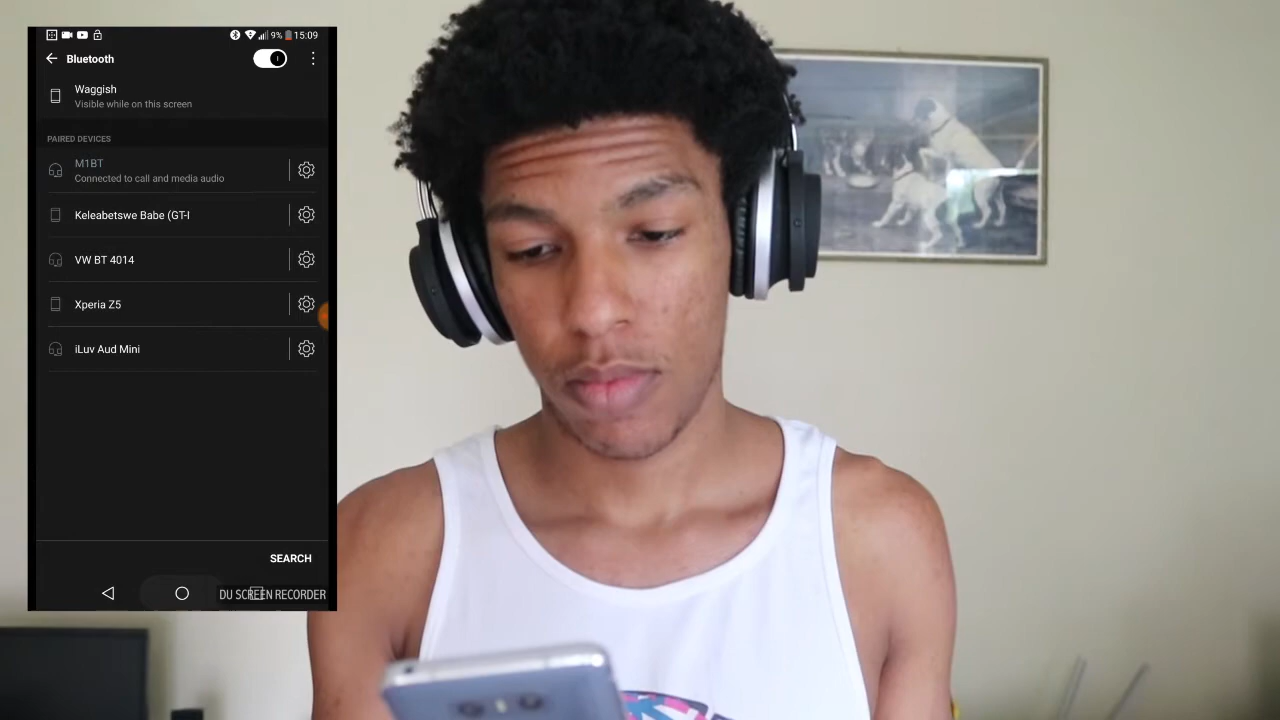 9% 15:09
Bluetooth
Waggish
Visible while on this screen
PAIRED DEVICES
M1BT
Connected to call and media audio
Keleabetswe Babe (GT-I
VW BT 4014
Xperia Z5
iLuv Aud Mini
SEARCH
DU SCREEN RECORDER